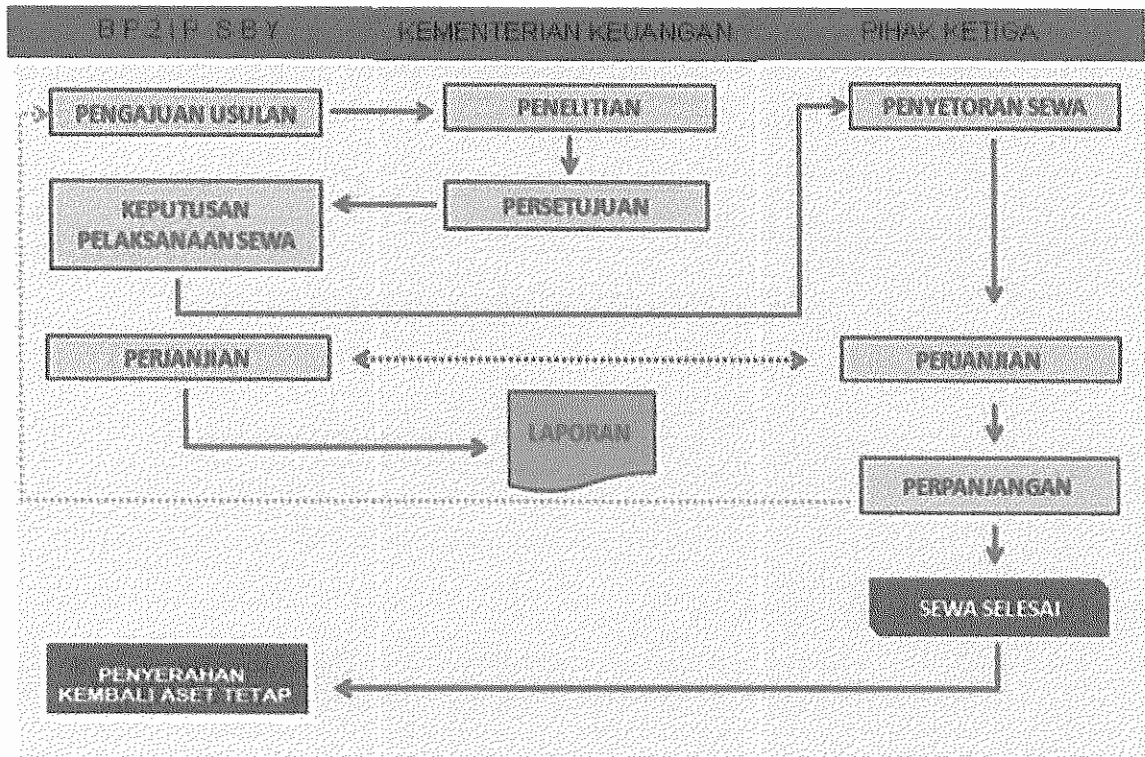 BP2IP SBY KEMENTERIAN KEUANGAN PIHAK KETIGA
PENGAJUAN USULAN
PENELITIAN
PENYETORAN SEWA
KEPUTUSAN
PELAKSANAAN SEWA
PERSETUJUAN
PERJANJIAN
PERJANJIAN
LAPORAN
PERPANJANGAN
SEWA SELESAI
PENYERAHAN
KEMBALI ASET TETAP